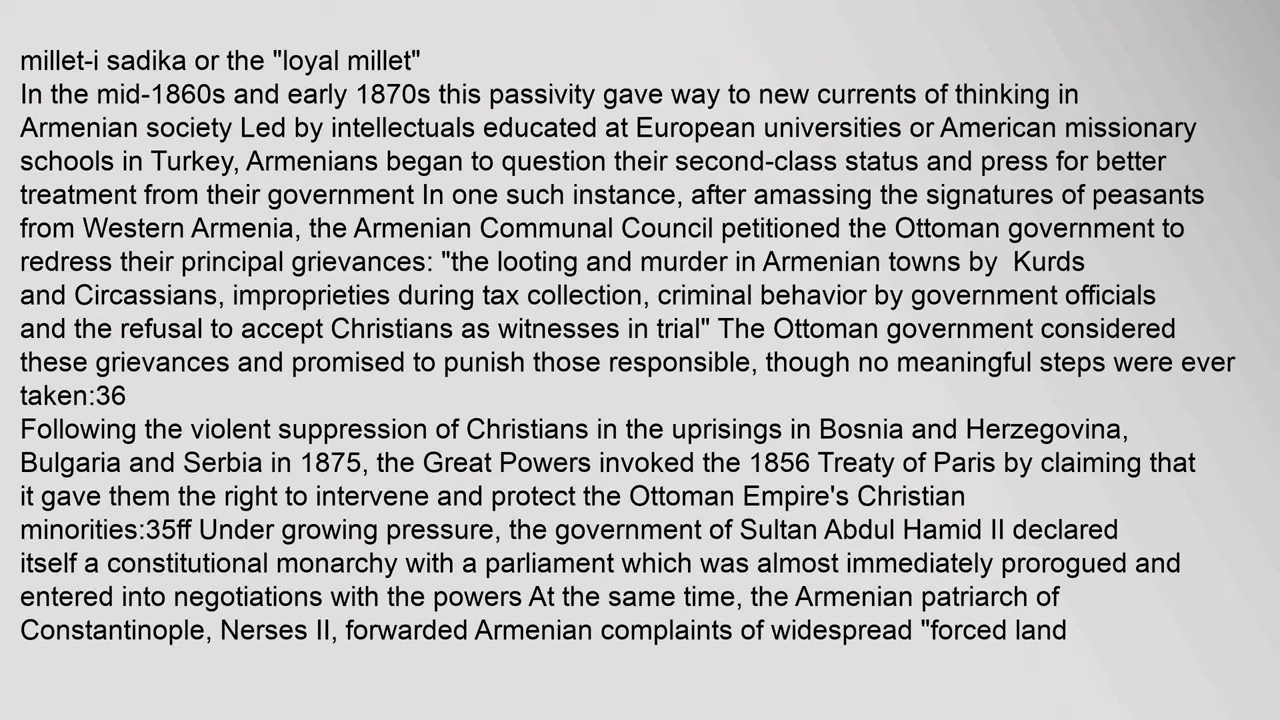 millet-i sadika or the "loyal millet"
In the mid-1860s and early 1870s this passivity gave way to new currents of thinking in
Armenian society Led by intellectuals educated at European universities or American missionary
schools in Turkey, Armenians began to question their second-class status and press for better
treatment from their government In one such instance, after amassing the signatures of peasants
from Western Armenia, the Armenian Communal Council petitioned the Ottoman government to
redress their principal grievances: "the looting and murder in Armenian towns by  Kurds
and Circassians, improprieties during tax collection, criminal behavior by government officials
and the refusal to accept Christians as witnesses in trial" The Ottoman government considered
these grievances and promised to punish those responsible, though no meaningful steps were ever
taken:36
Following the violent suppression of Christians in the uprisings in Bosnia and Herzegovina,
Bulgaria and Serbia in 1875, the Great Powers invoked the 1856 Treaty of Paris by claiming that
it gave them the right to intervene and protect the Ottoman Empire's Christian
minorities:35ff Under growing pressure, the government of Sultan Abdul Hamid II declared
itself a constitutional monarchy with a parliament which was almost immediately prorogued and
entered into negotiations with the powers At the same time, the Armenian patriarch of
Constantinople, Nerses II, forwarded Armenian complaints of widespread "forced land